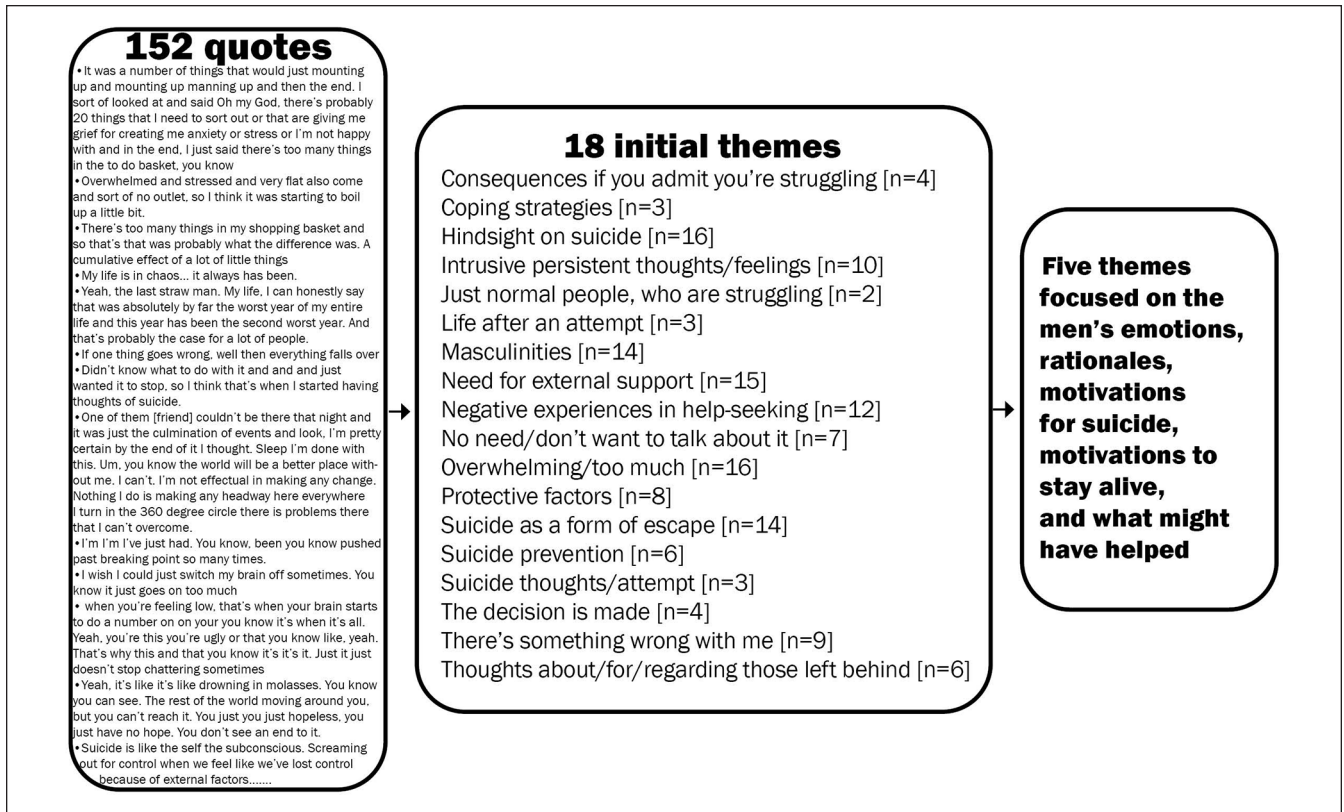 152 quotes
•It was a number of things that would just mounting
up and mounting up manning up and then the end. I
sort of looked at and said Oh my God, there's probably
20 things that I need to sort out or that are giving me
grief for creating me anxiety or stress or I'm not happy
with and in the end, I just said there's too many things
in the to do basket, you know
•Overwhelmed and stressed and very flat also come
and sort of no outlet, so I think it was starting to boil
up a little bit.
•There's too many things in my shopping basket and
so that's that was probably what the difference was. A
cumulative effect of a lot of little things
•My life is in chaos... it always has been.
•Yeah, the last straw man. My life, I can honestly say
that was absolutely by far the worst year of my entire
life and this year has been the second worst year. And
that's probably the case for a lot of people.
•If one thing goes wrong, well then everything falls over
•Didn't know what to do with it and and and just
wanted it to stop, so I think that's when I started having
thoughts of suicide.
•One of them [friend] couldn't be there that night and
it was just the culmination of events and look, I'm pretty
certain by the end of it I thought. Sleep I'm done with
this. Um, you know the world will be a better place with-
out me. I can't. I'm not effectual in making any change.
Nothing I do is making any headway here everywhere
I turn in the 360 degree circle there is problems there
that I can't overcome.
•I'm I'm I've just had. You know, been you know pushed
past breaking point so many times.
•I wish I could just switch my brain off sometimes. You
know it just goes on too much
• when you're feeling low, that's when your brain starts
to do a number on on your you know it's when it's all.
Yeah, you're this you're ugly or that you know like, yeah.
That's why this and that you know it's it's it. Just it just
doesn't stop chattering sometimes
•Yeah, it's like it's like drowning in molasses. You know
you can see. The rest of the world moving around you,
but you can't reach it. You just you just hopeless, you
just have no hope. You don't see an end to it.
•Suicide is like the self the subconscious. Screaming
out for control when we feel like we've lost control
because of external factors.......
18 initial themes
Consequences if you admit you're struggling [n=4]
Coping strategies [n=3]
Hindsight on suicide [n=16]
Intrusive persistent thoughts/feelings [n=10]
Just normal people, who are struggling [n=2]
Life after an attempt [n=3]
Masculinities [n=14]
Need for external support [n=15]
Negative experiences in help-seeking [n=12]
No need/don't want to talk about it [n=7]
Overwhelming/too much [n=16]
Protective factors [n=8]
Suicide as a form of escape [n=14]
Suicide prevention [n=6]
Suicide thoughts/attempt [n=3]
The decision is made [n=4]
There's something wrong with me [n=9]
Thoughts about/for/regarding those left behind [n=6]
Five themes
focused on the
men's emotions,
rationales,
motivations
for suicide,
motivations to
stay alive,
and what might
have helped